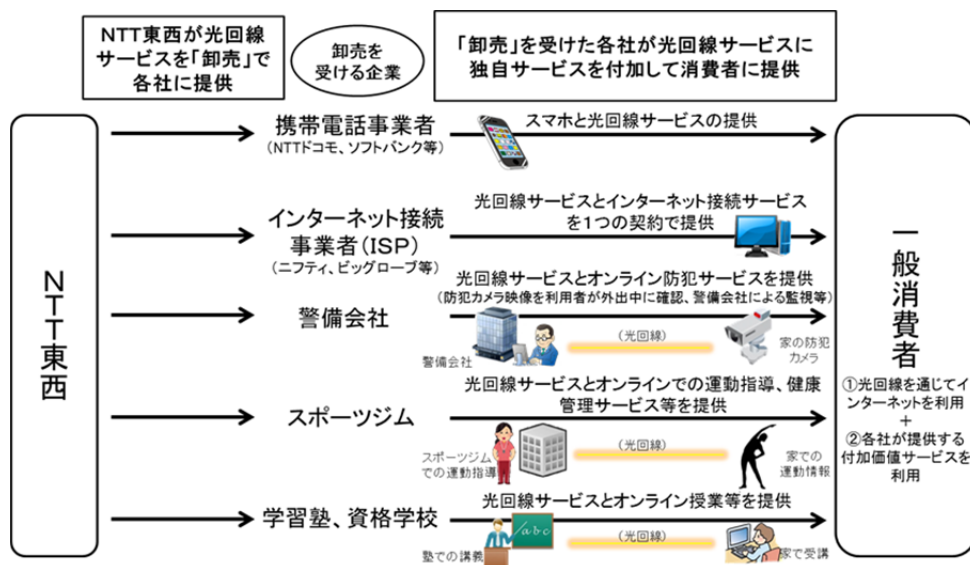 NTT東西が光回線
サービスを「卸売」で
各社に提供
卸売を
受ける企業
「卸売」を受けた各社が光回線サービスに
独自サービスを付加して消費者に提供
NTT東西
携帯電話事業者
(NTTドコモ、ソフトバンク等)
スマホと光回線サービスの提供
インターネット接続
事業者(ISP)
(ニフティ、ビッグローブ等)
光回線サービスとインターネット接続サービス
を1つの契約で提供
警備会社
光回線サービスとオンライン防犯サービスを提供
(防犯カメラ映像を利用者が外出中に確認、警備会社による監視等)
警備会社
(光回線)
家の防犯
カメラ
スポーツジム
光回線サービスとオンラインでの運動指導、健康
管理サービス等を提供
スポーツジム
での運動指導
(光回線)
家での
運動情報
学習塾、資格学校
光回線サービスとオンライン授業等を提供
abc
塾での講義
(光回線)
家で受講
一般消費者
①光回線を通じてイ
ンターネットを利用
+
②各社が提供する
付加価値サービスを
利用